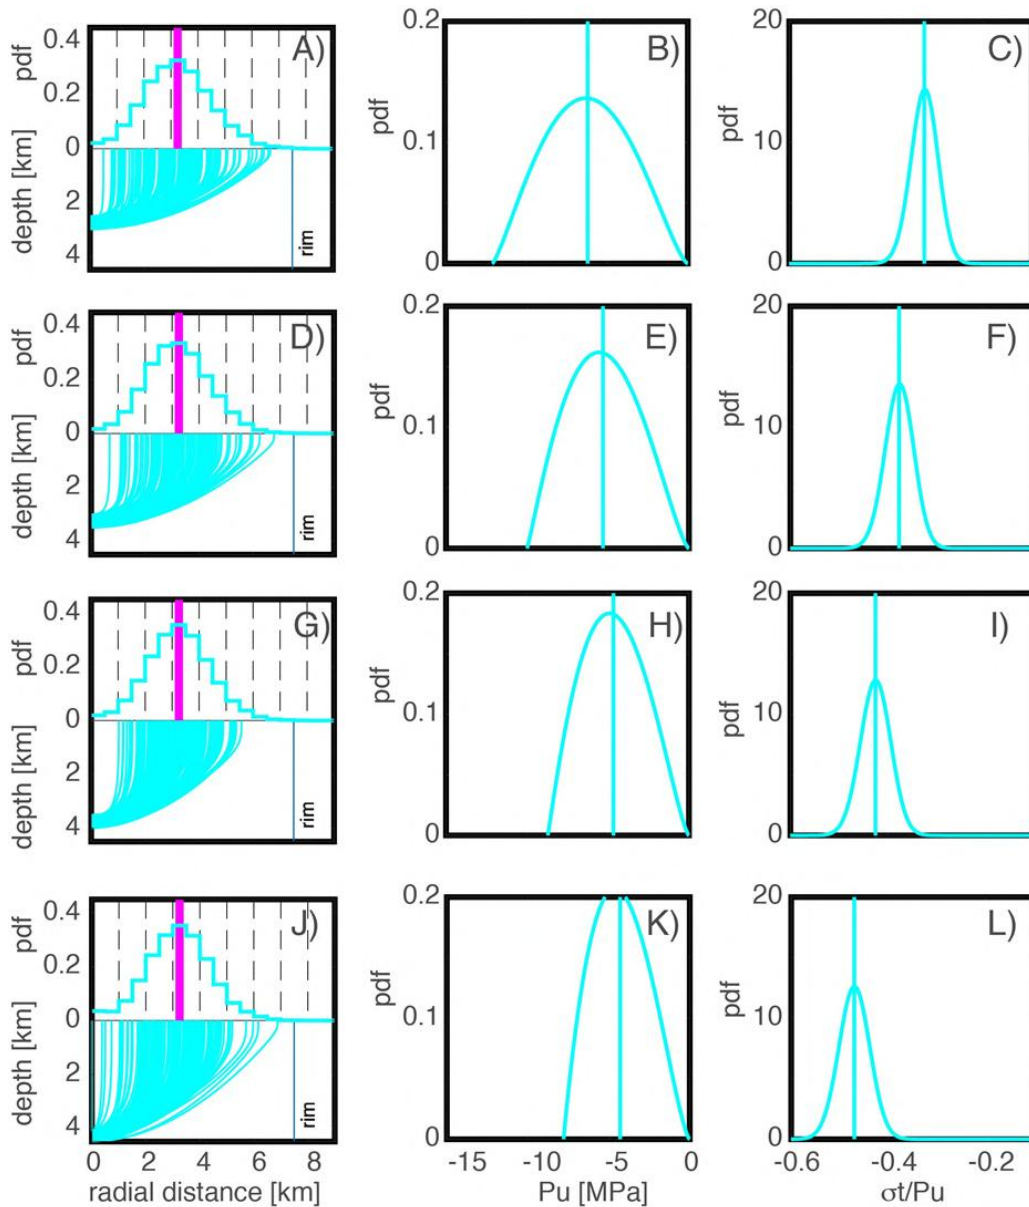 0.4
pdf
0.2
0
depth [km]
2
4
rim
A)
0.2
pdf
0.1
0
B)
20
pdf
10
0
C)
0.4
pdf
0.2
0
depth [km]
2
4
rim
D)
0.2
pdf
0.1
0
E)
20
pdf
10
0
F)
0.4
pdf
0.2
0
depth [km]
2
4
rim
G)
0.2
pdf
0.1
0
H)
20
pdf
10
0
I)
0.4
pdf
0.2
0
depth [km]
2
4
rim
J)
0 2 4 6 8
radial distance [km]
0.2
pdf
0.1
0
K)
-15 -10 -5 0
Pu [MPa]
20
pdf
10
0
L)
-0.6 -0.4 -0.2
σt/Pu